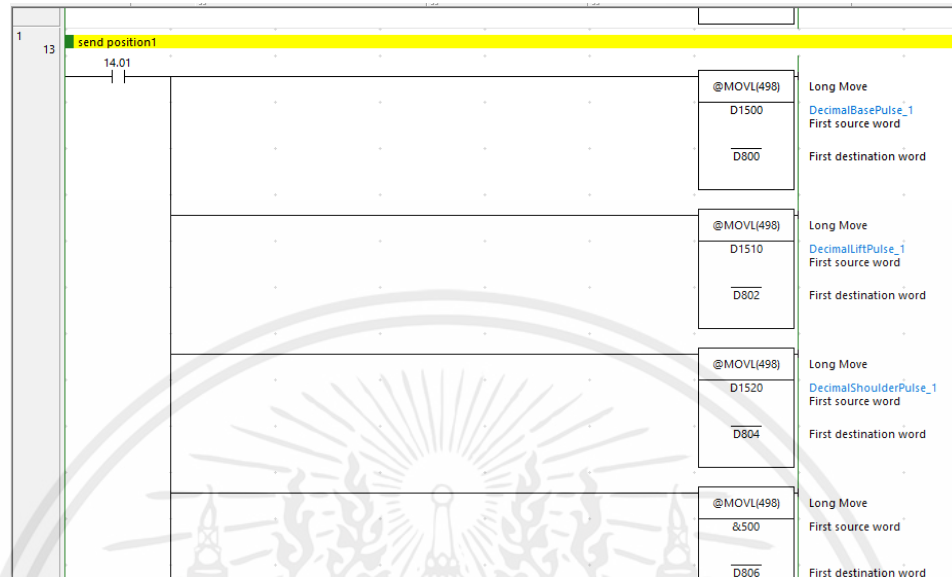 1
13
send position1
14.01
@MOVL(498)
Long Move
D1500
DecimalBasePulse_1
First source word
D800
First destination word
@MOVL(498)
Long Move
D1510
DecimalLiftPulse_1
First source word
D802
First destination word
@MOVL(498)
Long Move
D1520
DecimalShoulderPulse_1
First source word
D804
First destination word
@MOVL(498)
Long Move
&500
First source word
D806
First destination word